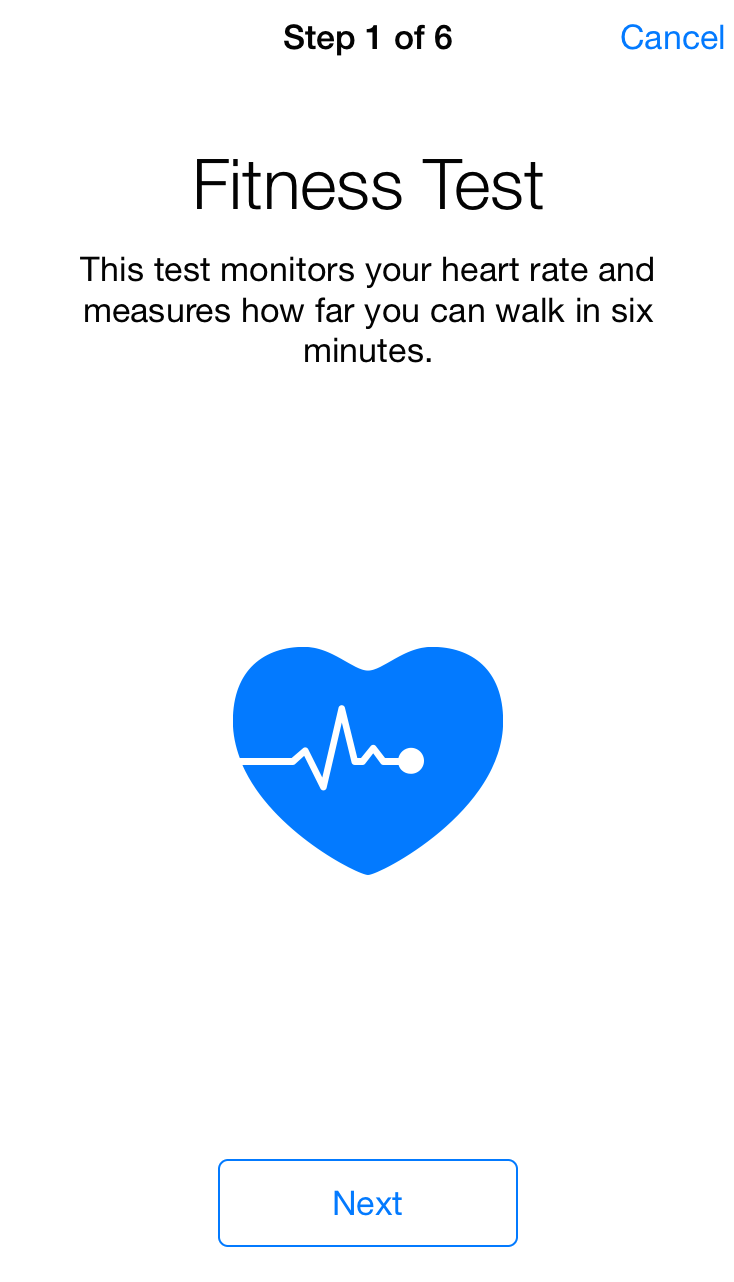 Step 1 of 6
Cancel
Fitness Test
This test monitors your heart rate and
measures how far you can walk in six
minutes.
Next